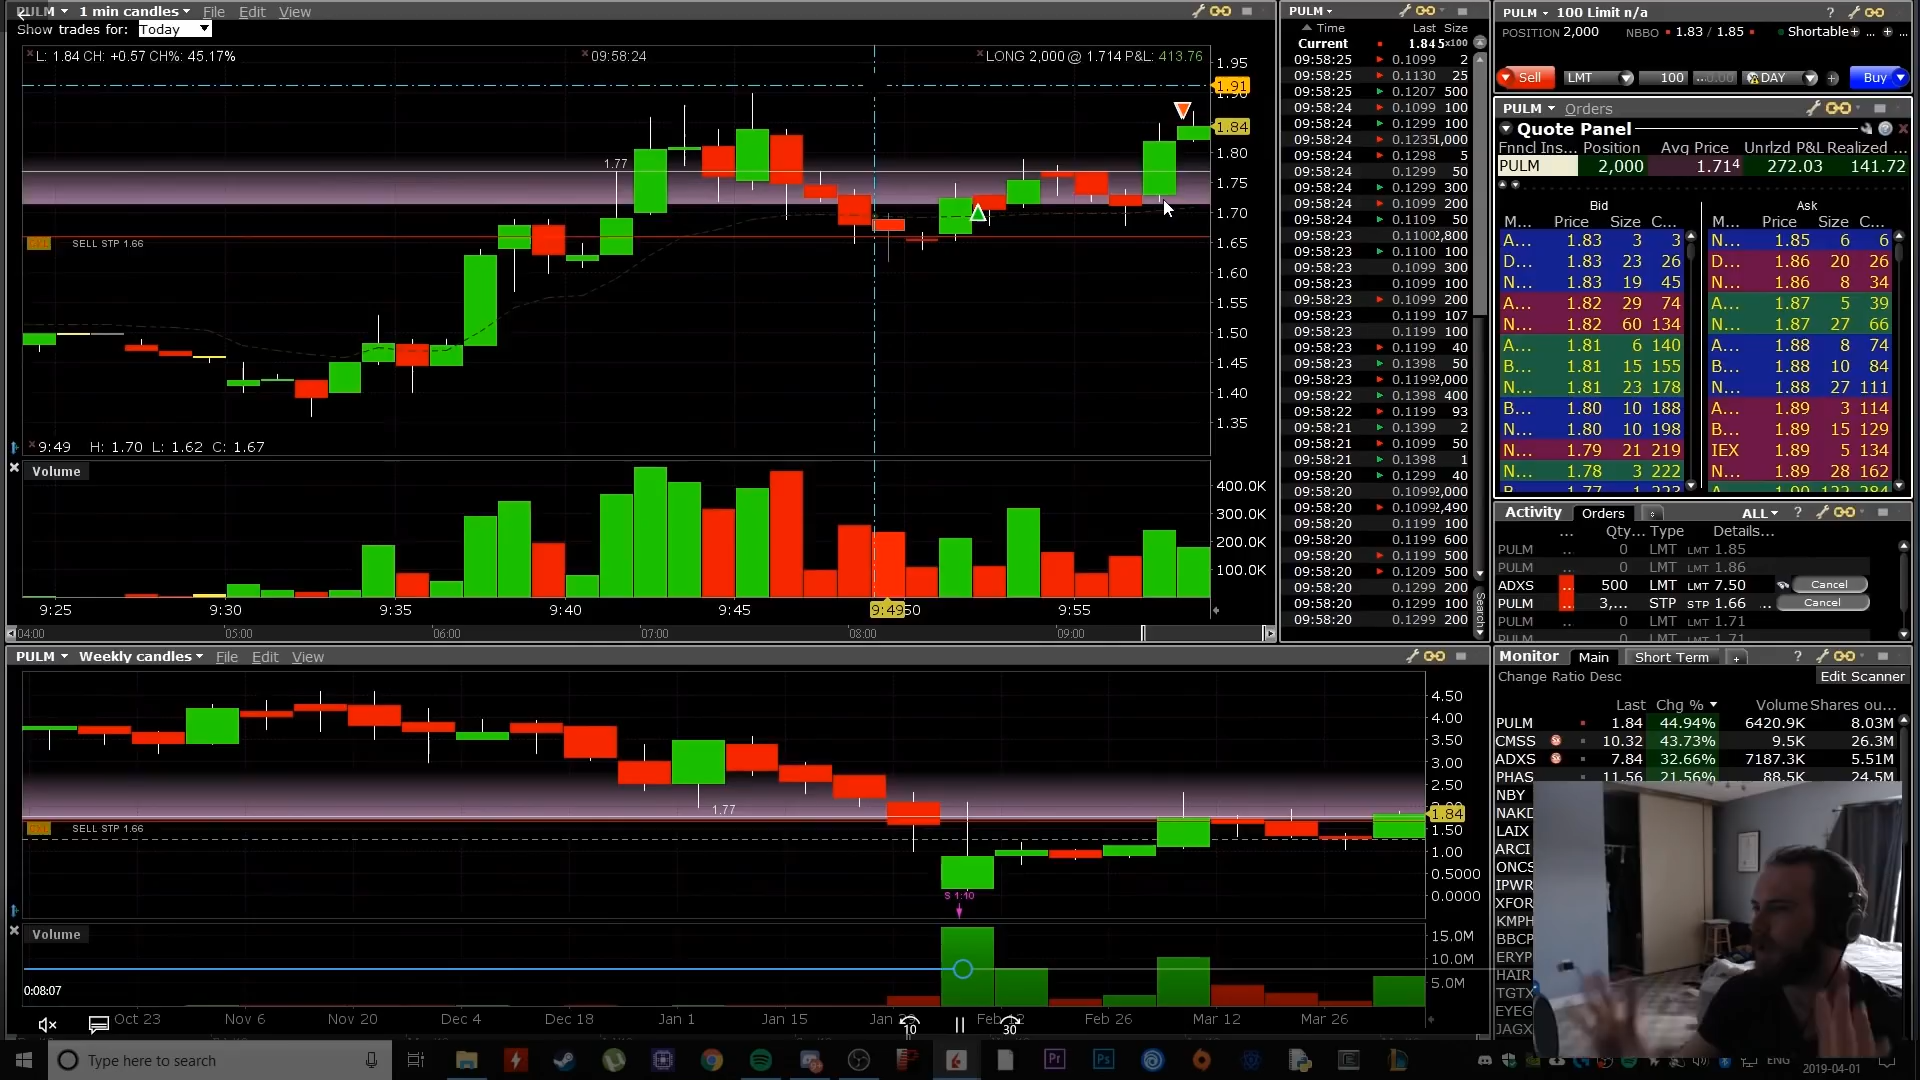 PULM 1 min candles File Edit View
Show trades for: Today
L: 1.84 CH: +0.57 CH%: 45.17%
09:58:24
LONG 2,000 @ 1.714 P&L: 413.76
1.95
1.91
1.84
1.80
1.75
1.70
1.65
1.60
1.55
1.50
1.45
1.40
1.35
1.77
SELL STP 1.66
9:49 H: 1.70 L: 1.62 C: 1.67
Volume
400.0K
300.0K
200.0K
100.0K
9:25 9:30 9:35 9:40 9:45 9:49 50 9:55
04:00 05:00 06:00 07:00 08:00 09:00
PULM Weekly candles File Edit View
4.50
4.00
3.50
3.00
2.50
1.84
1.50
1.00
0.5000
0.0000
1.77
SELL STP 1.66
S 1:10
Volume
15.0M
10.0M
5.0M
0:08:07
Oct 23 Nov 6 Nov 20 Dec 4 Dec 18 Jan 1 Jan 15 Feb 12 Feb 26 Mar 12 Mar 26
10 30
PULM
Time Last Size
Current 1.84 5x100
09:58:25 0.1099 2
09:58:25 0.1130 25
09:58:25 0.1207 500
09:58:24 0.1099 100
09:58:24 0.1299 100
09:58:24 0.1235 1,000
09:58:24 0.1298 5
09:58:24 0.1299 50
09:58:24 0.1299 300
09:58:24 0.1099 200
09:58:24 0.1109 50
09:58:23 0.1100 2,800
09:58:23 0.1100 100
09:58:23 0.1099 300
09:58:23 0.1099 100
09:58:23 0.1099 200
09:58:23 0.1199 107
09:58:23 0.1199 100
09:58:23 0.1199 40
09:58:23 0.1398 50
09:58:23 0.1199 2,000
09:58:22 0.1398 400
09:58:22 0.1199 93
09:58:21 0.1399 2
09:58:21 0.1099 50
09:58:21 0.1398 1
09:58:20 0.1299 40
09:58:20 0.1099 2,000
09:58:20 0.1099 2,490
09:58:20 0.1199 100
09:58:20 0.1199 600
09:58:20 0.1199 500
09:58:20 0.1209 500
09:58:20 0.1299 200
09:58:20 0.1299 100
09:58:20 0.1299 200
Search
PULM 100 Limit n/a
POSITION 2,000 NBBO 1.83 / 1.85 Shortable
Sell LMT 100 ...0.00 DAY Buy
PULM Orders
Quote Panel
Fnncl Ins... Position Avg Price Unrlzd P&L Realized ...
PULM 2,000 1.714 272.03 141.72
Bid Ask
M... Price Size C... M... Price Size C...
A... 1.83 3 3 N... 1.85 6 6
D... 1.83 23 26 D... 1.86 20 26
N... 1.83 19 45 N... 1.86 8 34
A... 1.82 29 74 A... 1.87 5 39
N... 1.82 60 134 N... 1.87 27 66
A... 1.81 6 140 A... 1.88 8 74
B... 1.81 15 155 B... 1.88 10 84
N... 1.81 23 178 N... 1.88 27 111
B... 1.80 10 188 A... 1.89 3 114
N... 1.80 10 198 B... 1.89 15 129
N... 1.79 21 219 IEX 1.89 5 134
N... 1.78 3 222 N... 1.89 28 162
Activity Orders ALL
... Qty... Type Details...
PULM ... 0 LMT LMT 1.85
PULM ... 0 LMT LMT 1.86
ADXS 500 LMT LMT 7.50 Cancel
PULM 3,... STP STP 1.66 ... Cancel
PULM ... 0 LMT LMT 1.71
PULM ... 0 LMT LMT 1.71
Monitor Main Short Term
Change Ratio Desc Edit Scanner
Last Chg % Volume Shares ou...
PULM 1.84 44.94% 6420.9K 8.03M
CMSS 10.32 43.73% 9.5K 26.3M
ADXS 7.84 32.66% 7187.3K 5.51M
PHAS 11.56 21.56% 88.5K 24.5M
NBY
NAKD
LAIX
ARCI
ONCS
IPWR
XFOR
KMPH
BBCP
ERYP
HAIR
TGTX
EYEG
JAGX
Type here to search
ENG
2019-04-01